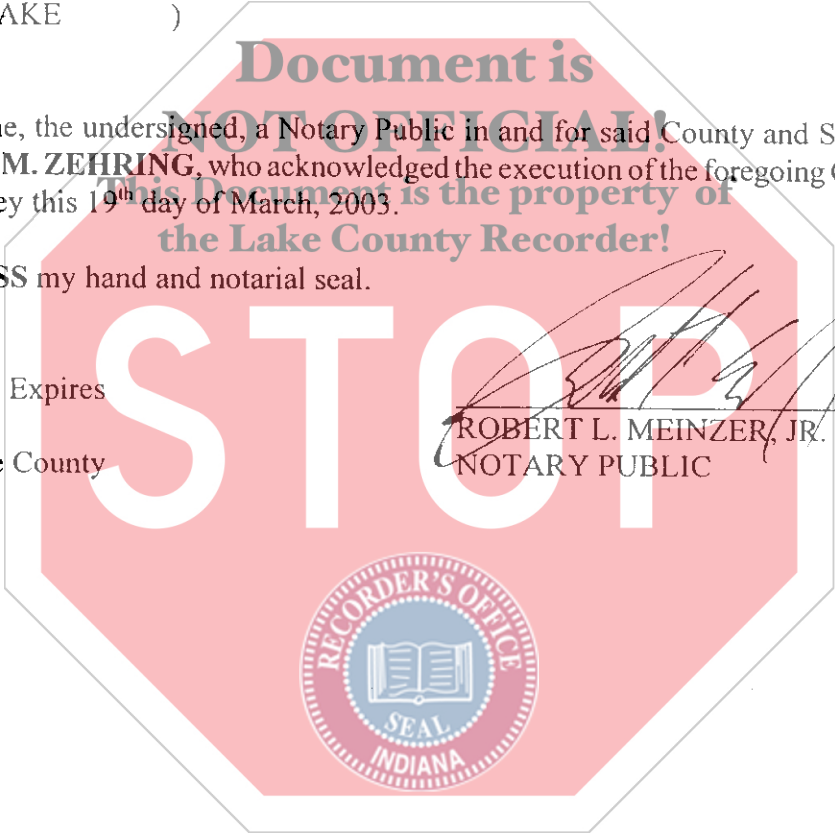 AKE )
Document is
NOT OFFICIAL!
e, the undersigned, a Notary Public in and for said County and S
M. ZEHRING, who acknowledged the execution of the foregoing
This Document is the property of
ey this 19th day of March, 2003.
the Lake County Recorder!
SS my hand and notarial seal.
STOP
Expires
ROBERT L. MEINZER, JR.
e County
NOTARY PUBLIC
RECORDER'S OFFICE
SEAL
INDIANA